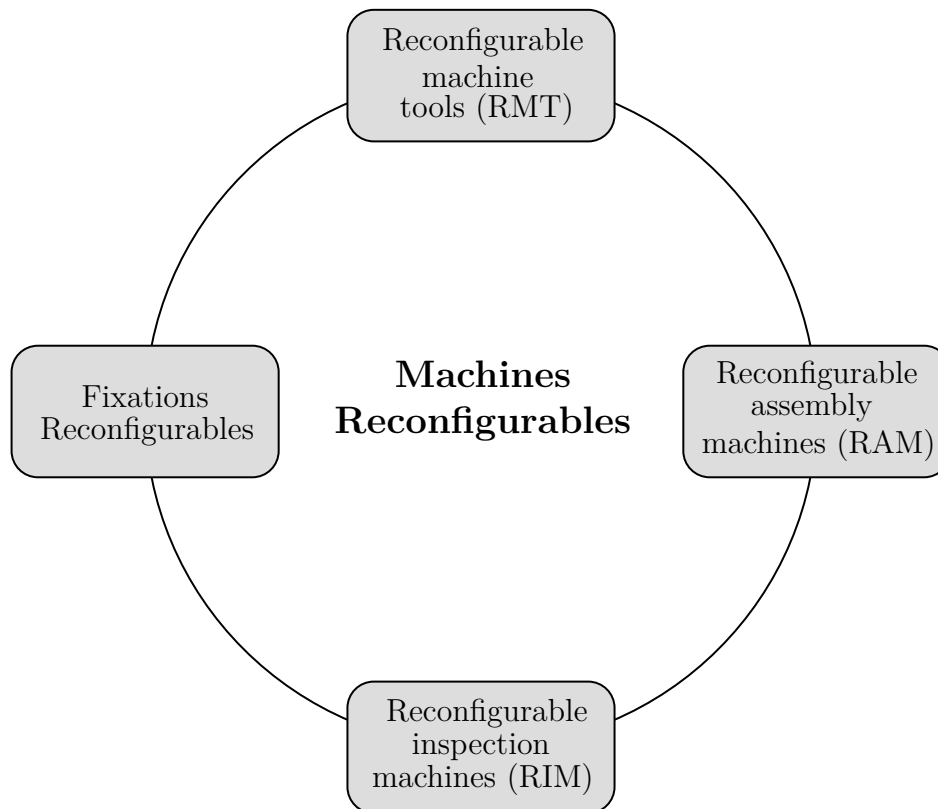 Reconfigurable
machine
tools (RMT)
Fixations
Reconfigurables
Machines
Reconfigurables
Reconfigurable
assembly
machines (RAM)
Reconfigurable
inspection
machines (RIM)